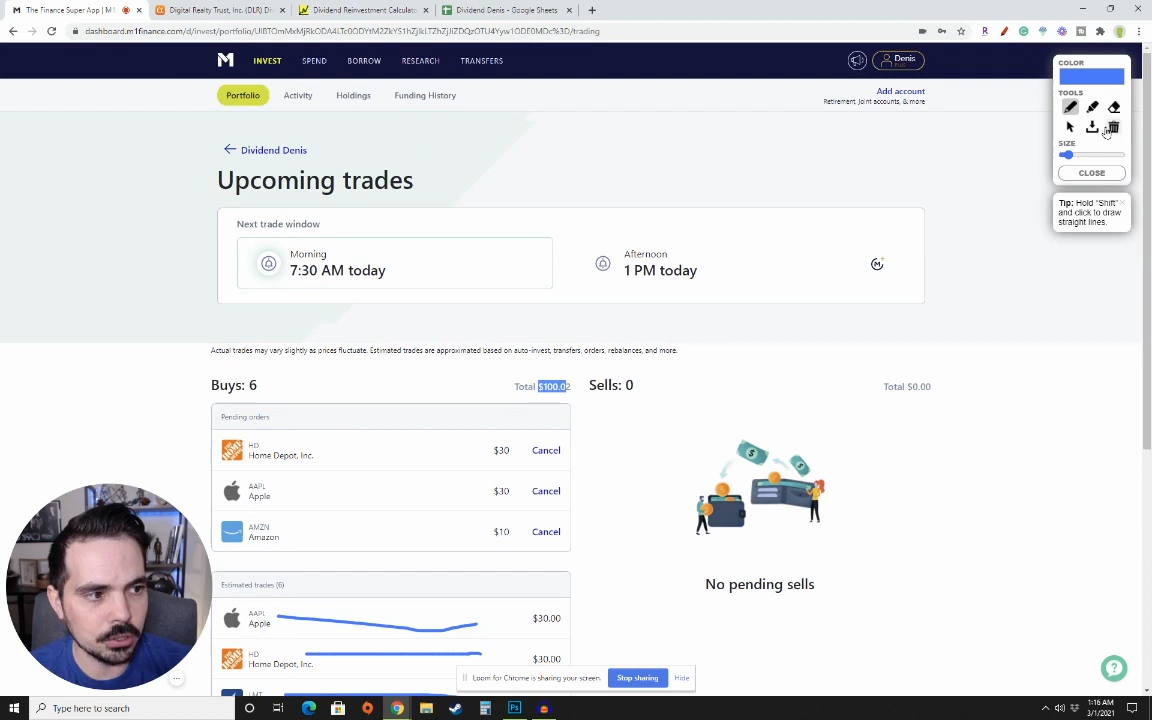 The Finance Super App | M1
Digital Realty Trust, Inc. (DLR) Di
Dividend Reinvestment Calculato
Dividend Denis - Google Sheets
INVEST
SPEND
BORROW
RESEARCH
TRANSFERS
Denis
Plus
Portfolio
Activity
Holdings
Funding History
Add account
Retirement, Joint accounts, & more
COLOR
TOOLS
SIZE
CLOSE
Tip: Hold "Shift"
and click to draw
straight lines.
Dividend Denis
Upcoming trades
Next trade window
Morning
7:30 AM today
Afternoon
1 PM today
Actual trades may vary slightly as prices fluctuate. Estimated trades are approximated based on auto-invest, transfers, orders, rebalances, and more.
Buys: 6
Total $100.02
Sells: 0
Total $0.00
Pending orders
HD
Home Depot, Inc.
$30
Cancel
AAPL
Apple
$30
Cancel
AMZN
Amazon
$10
Cancel
No pending sells
Estimated trades (6)
AAPL
Apple
$30.00
HD
Home Depot, Inc.
$30.00
LMT
Loom for Chrome is sharing your screen.
Stop sharing
Hide
Type here to search
1:16 AM
3/1/2021